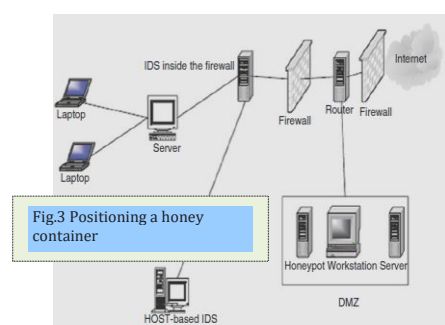 Internet
IDS inside the firewall
Laptop
Firewall
Router
Firewall
Server
Laptop
Fig.3 Positioning a honey
container
Honeypot Workstation Server
HOST-based IDS
DMZ